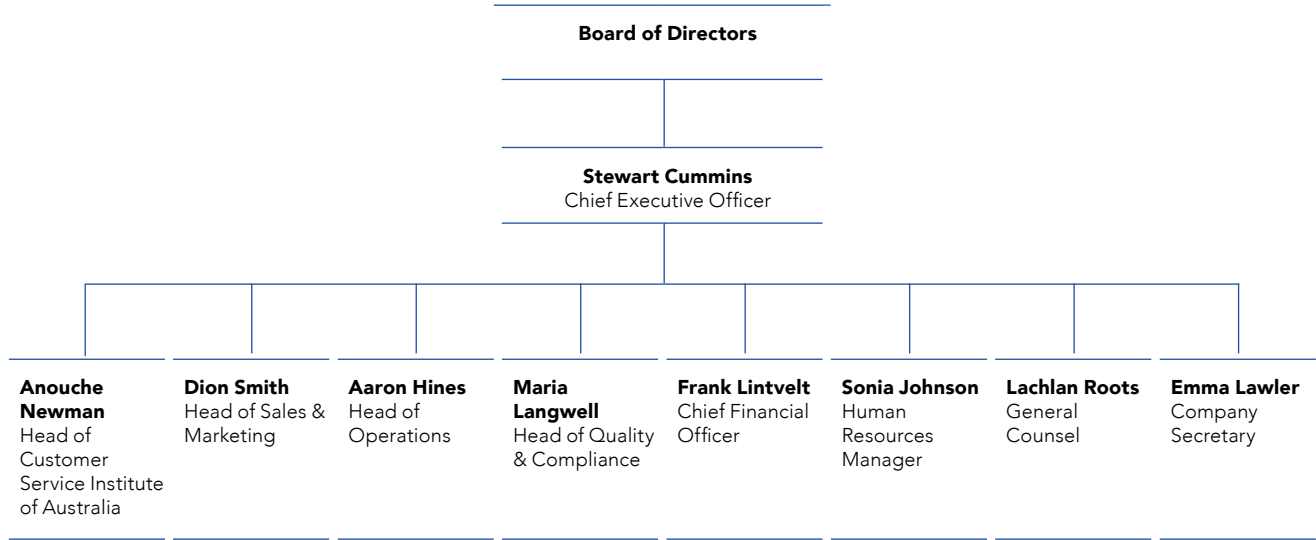 Board of Directors
Stewart Cummins
Chief Executive Officer
Anouche
Newman
Head of
Customer
Service Institute
of Australia
Dion Smith
Head of Sales &
Marketing
Aaron Hines
Head of
Operations
Maria
Langwell
Head of Quality
& Compliance
Frank Lintvelt
Chief Financial
Officer
Sonia Johnson
Human
Resources
Manager
Lachlan Roots
General
Counsel
Emma Lawler
Company
Secretary